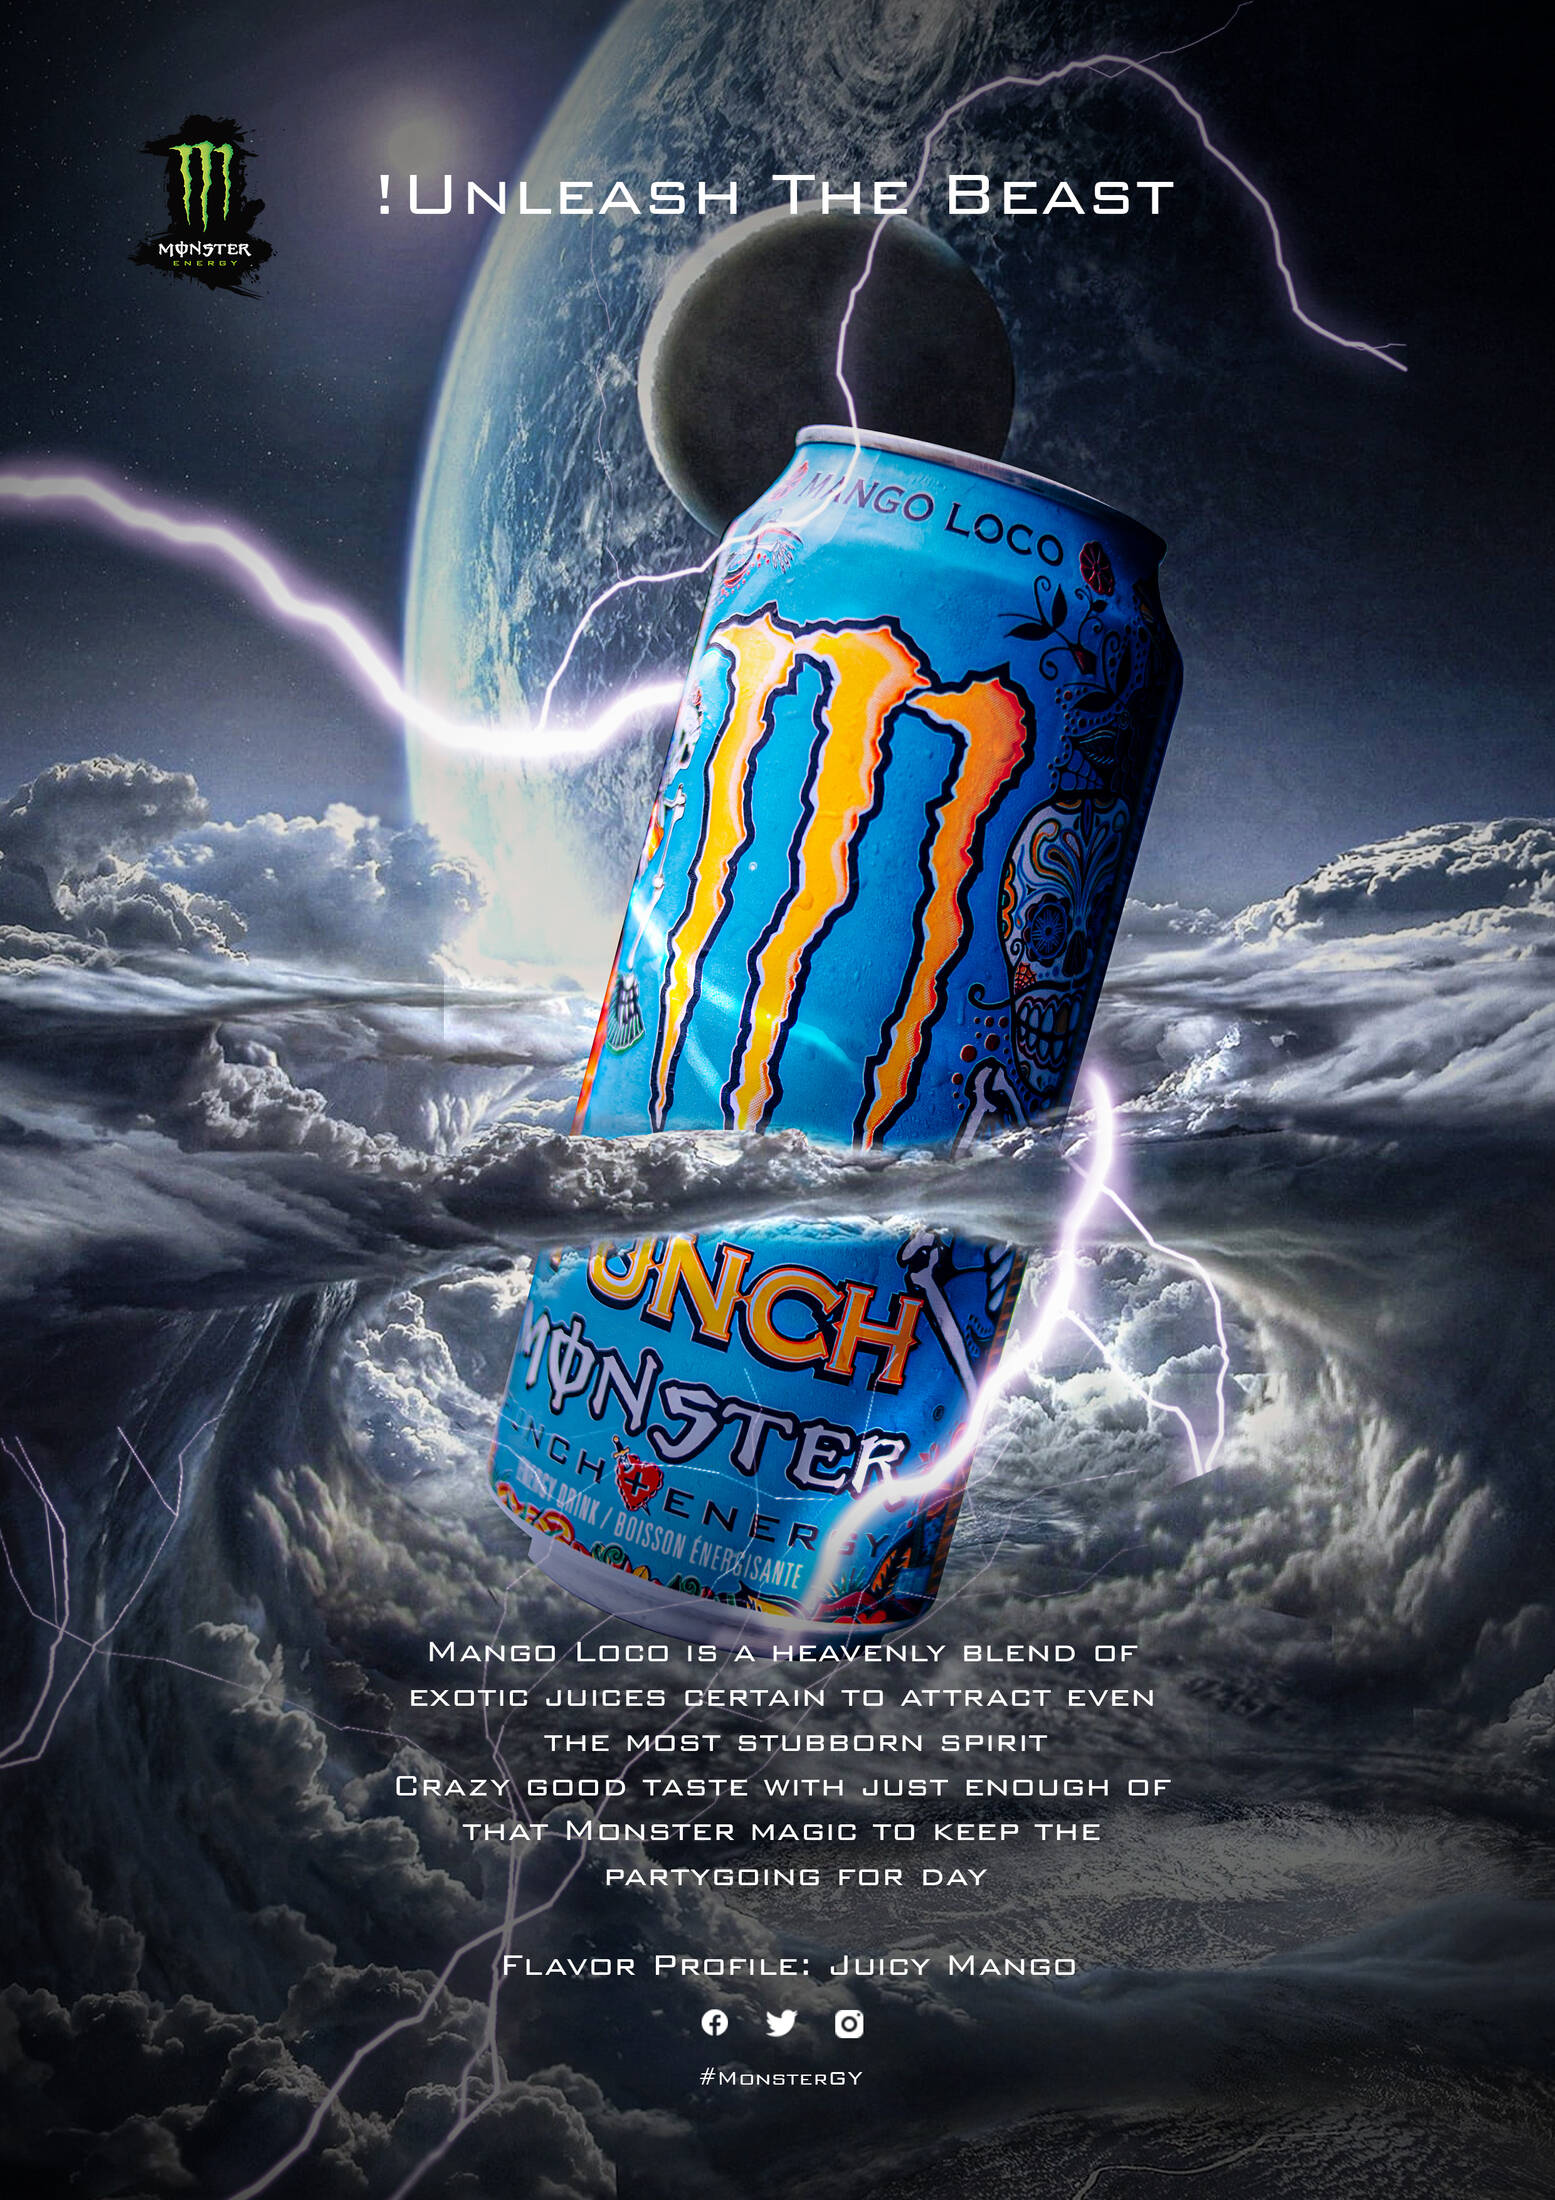 MONSTER
ENERGY
!Unleash The Beast
MANGO LOCO
MONSTER
ENERGY
ENERGY DRINK / BOISSON ÉNERGISANTE
Mango Loco is a heavenly blend of
exotic juices certain to attract even
the most stubborn spirit
Crazy good taste with just enough of
that Monster magic to keep the
partygoing for day
Flavor Profile: Juicy Mango
#MonsterGY